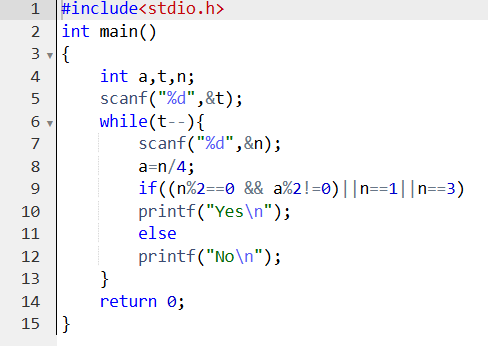 1 #include<stdio.h>
2 int main()
3 {
4 int a,t,n;
5 scanf("%d",&t);
6 while(t--){
7 scanf("%d",&n);
8 a=n/4;
9 if((n%2==0 && a%2!=0)||n==1||n==3)
10 printf("Yes\n");
11 else
12 printf("No\n");
13 }
14 return 0;
15 }